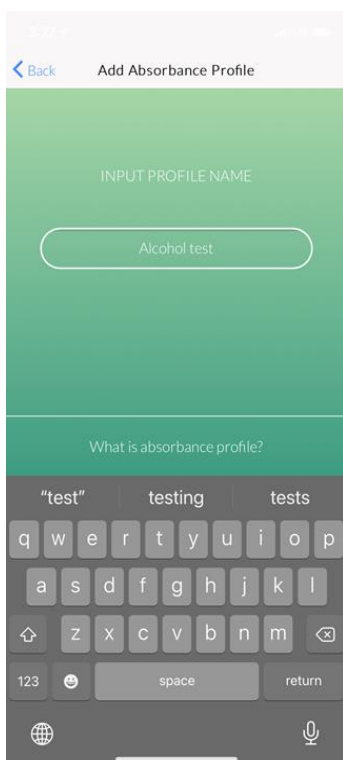 Back Add Absorbance Profile
INPUT PROFILE NAME
Alcohol test
What is absorbance profile?
"test" testing tests
q w e r t y u i o p
a s d f g h j k l
z x c v b n m
123 space return